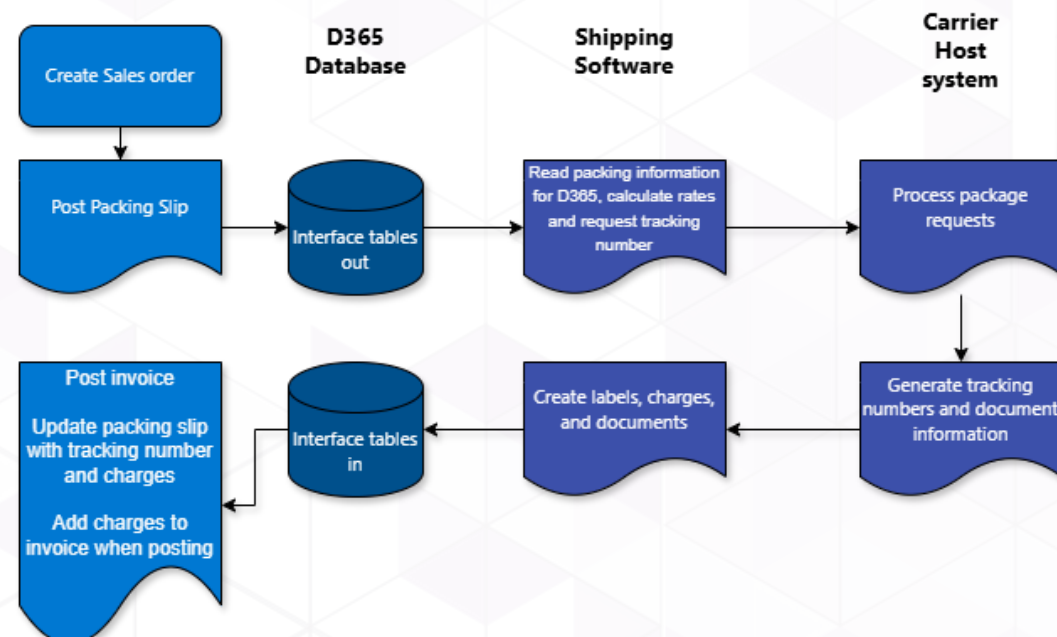 Create Sales order
D365
Database
Shipping
Software
Carrier
Host
system
Post Packing Slip
Interface tables
out
Read packing information
for D365, calculate rates
and request tracking
number
Process package
requests
Post invoice
Update packing slip
with tracking number
and charges
Add charges to
invoice when posting
Interface tables
in
Create labels, charges,
and documents
Generate tracking
numbers and document
information